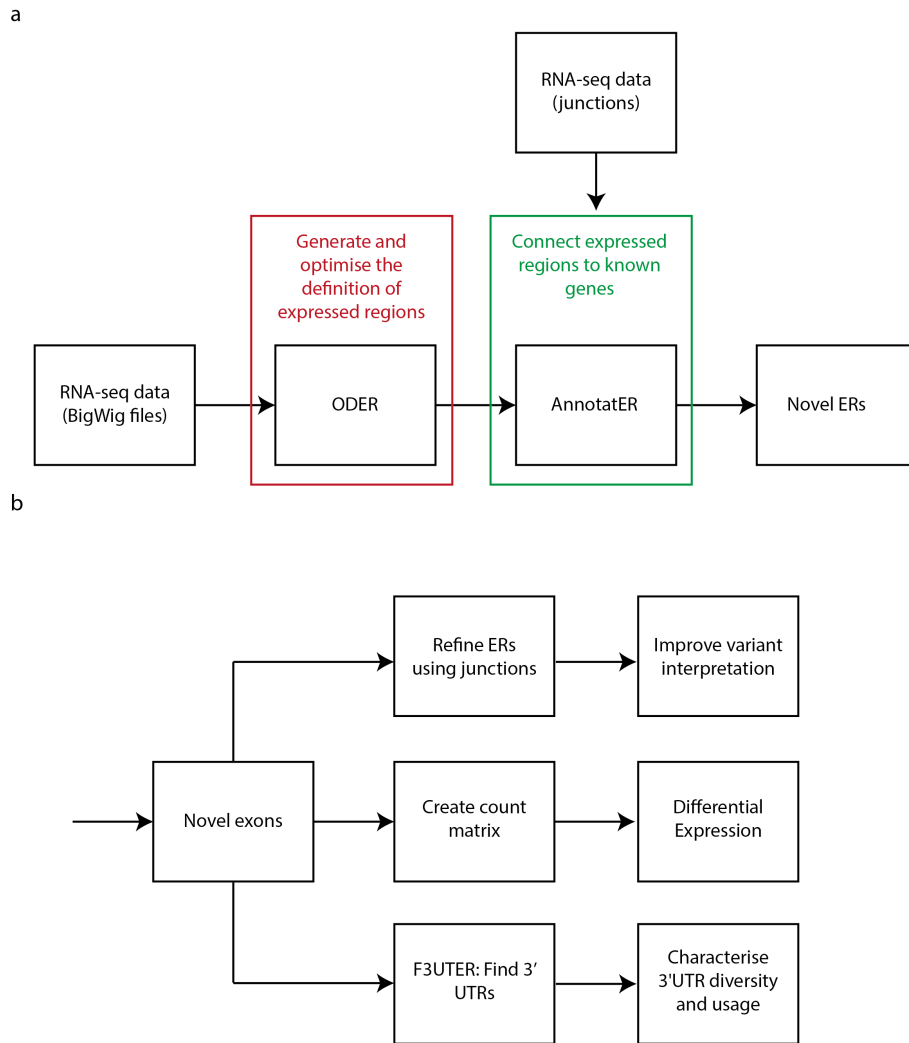 a
RNA-seq data
(junctions)
Generate and
optimise the
definition of
expressed regions
Connect expressed
regions to known
genes
RNA-seq data
(BigWig files)
ODER
AnnotatER
Novel ERs
b
Refine ERs
using junctions
Improve variant
interpretation
Novel exons
Create count
matrix
Differential
Expression
F3UTER: Find 3’
UTRs
Characterise
3'UTR diversity
and usage